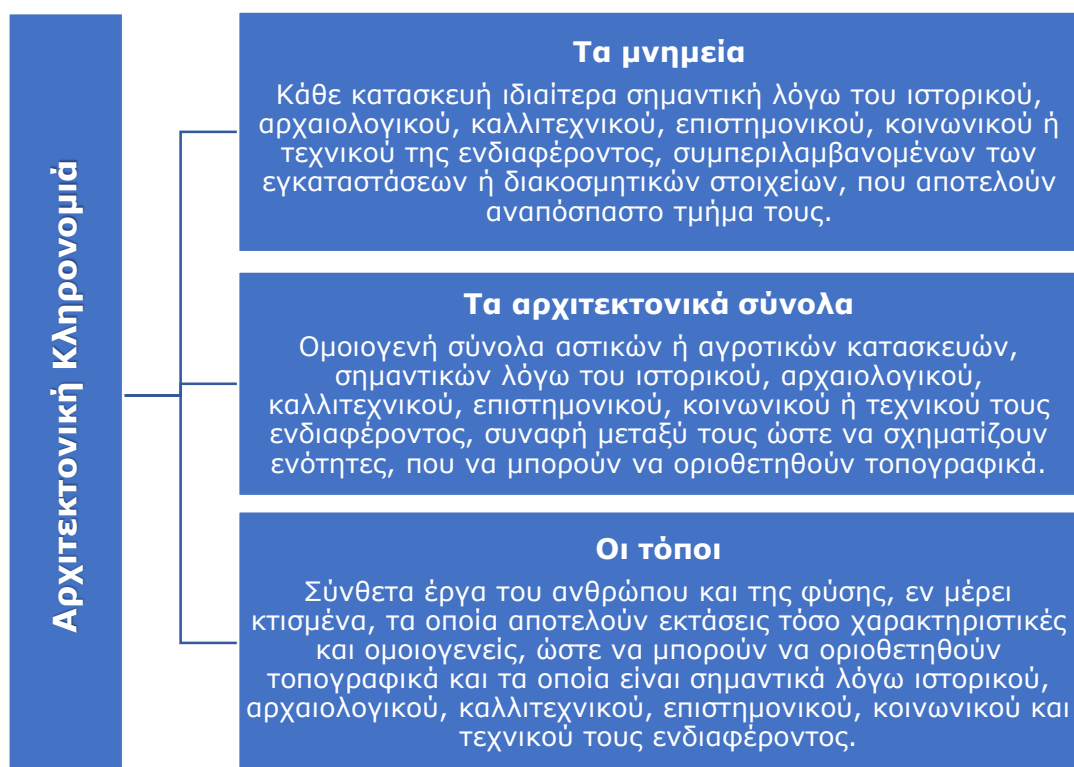 Αρχιτεκτονική Κληρονομιά
Τα μνημεία
Κάθε κατασκευή ιδιαίτερα σημαντική λόγω του ιστορικού,
αρχαιολογικού, καλλιτεχνικού, επιστημονικού, κοινωνικού ή
τεχνικού της ενδιαφέροντος, συμπεριλαμβανομένων των
εγκαταστάσεων ή διακοσμητικών στοιχείων, που αποτελούν
αναπόσπαστο τμήμα τους.
Τα αρχιτεκτονικά σύνολα
Ομοιογενή σύνολα αστικών ή αγροτικών κατασκευών,
σημαντικών λόγω του ιστορικού, αρχαιολογικού,
καλλιτεχνικού, επιστημονικού, κοινωνικού ή τεχνικού τους
ενδιαφέροντος, συναφή μεταξύ τους ώστε να σχηματίζουν
ενότητες, που να μπορούν να οριοθετηθούν τοπογραφικά.
Οι τόποι
Σύνθετα έργα του ανθρώπου και της φύσης, εν μέρει
κτισμένα, τα οποία αποτελούν εκτάσεις τόσο χαρακτηριστικές
και ομοιογενείς, ώστε να μπορούν να οριοθετηθούν
τοπογραφικά και τα οποία είναι σημαντικά λόγω ιστορικού,
αρχαιολογικού, καλλιτεχνικού, επιστημονικού, κοινωνικού και
τεχνικού τους ενδιαφέροντος.